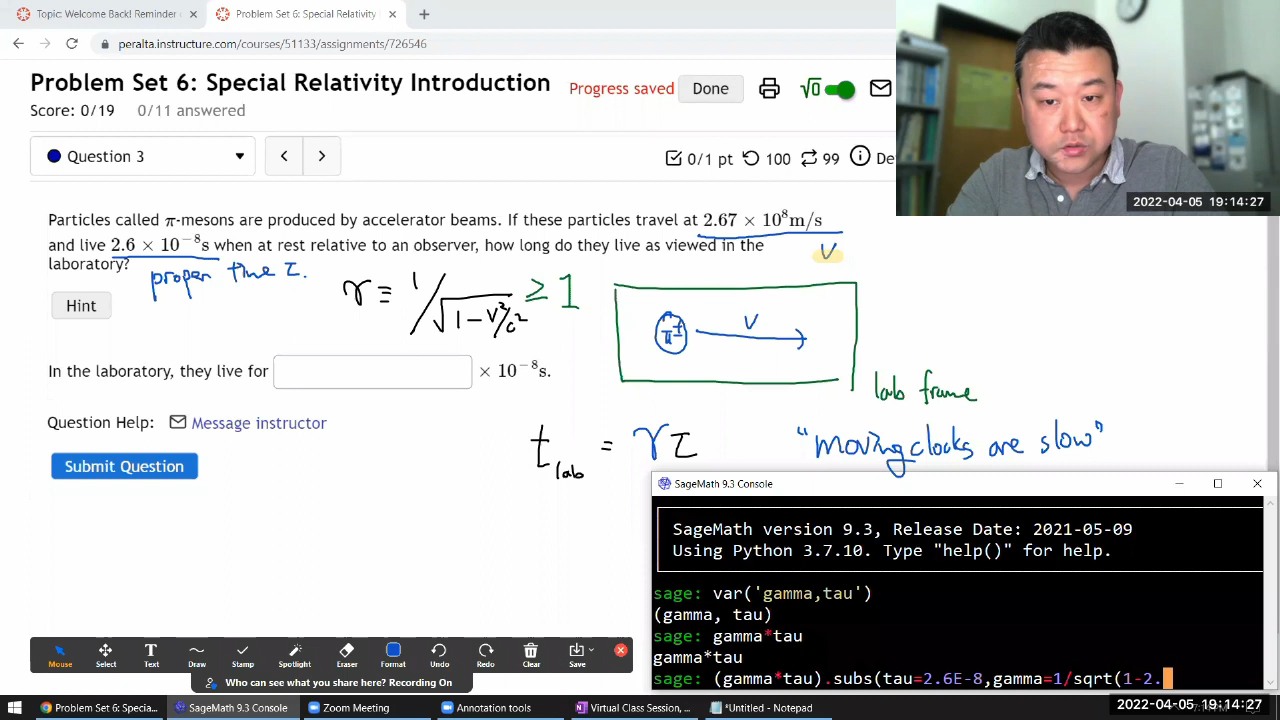 Topic: Welcome Back! Reminder
Problem Set 6: Special Relativity
peralta.instructure.com/courses/51133/assignments/726546
Problem Set 6: Special Relativity Introduction
Progress saved
Done
√0
Score: 0/19 0/11 answered
Question 3
0/1 pt 100 99 De
2022-04-05 19:14:27
Particles called π-mesons are produced by accelerator beams. If these particles travel at 2.67 × 10⁸m/s
and live 2.6 × 10⁻⁸s when at rest relative to an observer, how long do they live as viewed in the
laboratory?
V
proper time τ.
γ ≡ 1/√1 − v²/c² ≥ 1
Hint
π± V
In the laboratory, they live for × 10⁻⁸s.
lab frame
Question Help: Message instructor
t lab = γτ
"moving clocks are slow"
Submit Question
SageMath 9.3 Console
SageMath version 9.3, Release Date: 2021-05-09
Using Python 3.7.10. Type "help()" for help.
sage: var('gamma,tau')
(gamma, tau)
sage: gamma*tau
gamma*tau
sage: (gamma*tau).subs(tau=2.6E-8,gamma=1/sqrt(1-2.
Mouse Select Text Draw Stamp Spotlight Eraser Format Undo Redo Clear Save
Who can see what you share here? Recording On
Problem Set 6: Specia... SageMath 9.3 Console Zoom Meeting Annotation tools Virtual Class Session, ... *Untitled - Notepad
2022-04-05 19:14:27